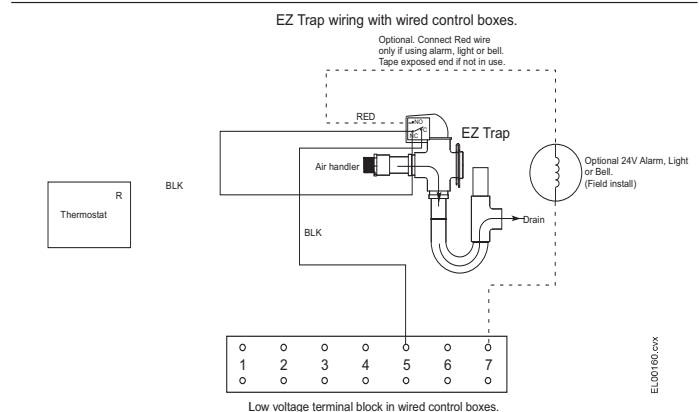 EZ Trap wiring with wired control boxes.
Optional. Connect Red wire
only if using alarm, light or bell.
Tape exposed end if not in use.
RED
NO
C
NC
EZ Trap
Air handler
Optional 24V Alarm, Light
or Bell.
(Field install)
BLK
R
Thermostat
Drain
BLK
1 2 3 4 5 6 7
Low voltage terminal block in wired control boxes.
EL00160.cvx